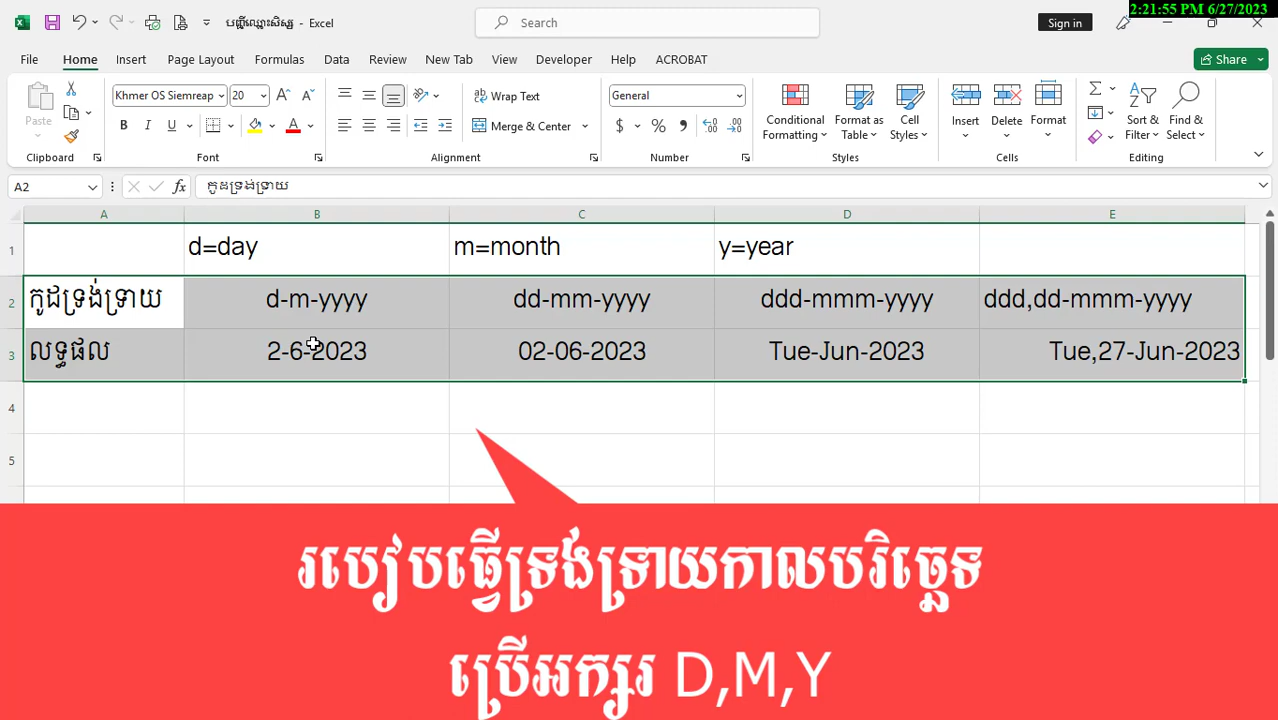 2:21:55 PM 6/27/2023
បញ្ជីឈ្មោះសិស្ស - Excel
Search
Sign in
File Home Insert Page Layout Formulas Data Review View New Tab Developer Help ACROBAT
Share
Paste
Khmer OS Siemreap 20
Wrap Text
General
B I U
Merge & Center
Conditional Formatting
Format as Table
Cell Styles
Insert
Delete
Format
Sort & Filter
Find & Select
Clipboard Font Alignment Number Styles Cells Editing
A2 fx កូដទ្រង់ទ្រាយ
A B C D E
1 d=day m=month y=year
2 កូដទ្រង់ទ្រាយ d-m-yyyy dd-mm-yyyy ddd-mmm-yyyy ddd,dd-mmm-yyyy
3 លទ្ធផល 2-6-2023 02-06-2023 Tue-Jun-2023 Tue,27-Jun-2023
4
5
របៀបធ្វើទ្រង់ទ្រាយកាលបរិច្ឆេទ
ប្រើអក្សរ D,M,Y